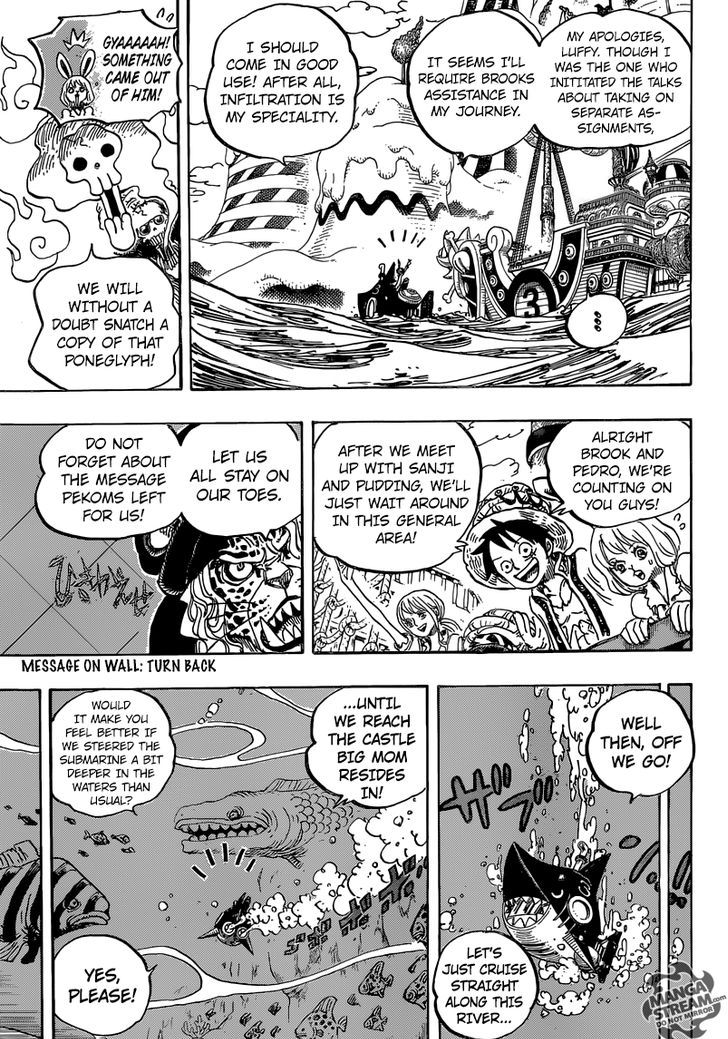 MY APOLOGIES,
LUFFY. THOUGH I
WAS THE ONE WHO
INITITATED THE TALKS
ABOUT TAKING ON
SEPARATE AS-
SIGNMENTS,
IT SEEMS I'LL
REQUIRE BROOKS
ASSISTANCE IN
MY JOURNEY.
I SHOULD
COME IN GOOD
USE! AFTER ALL,
INFILTRATION IS
MY SPECIALITY.
3
GYAAAAAH!
SOMETHING
CAME OUT
OF HIM!
WE WILL
WITHOUT A
DOUBT SNATCH A
COPY OF THAT
PONEGLYPH!
ALRIGHT
BROOK AND
PEDRO, WE'RE
COUNTING ON
YOU GUYS!
AFTER WE MEET
UP WITH SANJI
AND PUDDING, WE'LL
JUST WAIT AROUND
IN THIS GENERAL
AREA!
LET US
ALL STAY ON
OUR TOES.
DO NOT
FORGET ABOUT
THE MESSAGE
PEKOMS LEFT
FOR US!
MESSAGE ON WALL: TURN BACK
WELL
THEN, OFF
WE GO!
LET'S
JUST CRUISE
STRAIGHT
ALONG THIS
RIVER...
...UNTIL
WE REACH
THE CASTLE
BIG MOM
RESIDES
IN!
WOULD
IT MAKE YOU
FEEL BETTER IF
WE STEERED THE
SUBMARINE A BIT
DEEPER IN THE
WATERS THAN
USUAL?
YES,
PLEASE!
MANGA
STREAM.com
DO NOT MIRROR